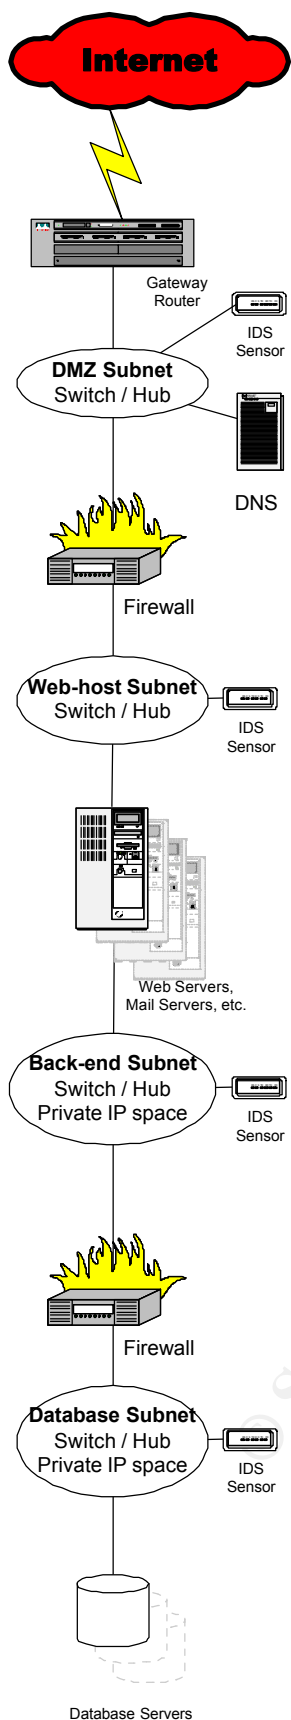 Internet
Gateway
Router
IDS
Sensor
DMZ Subnet
Switch / Hub
DNS
Firewall
Web-host Subnet
Switch / Hub
IDS
Sensor
Web Servers,
Mail Servers, etc.
Back-end Subnet
Switch / Hub
Private IP space
IDS
Sensor
Firewall
Database Subnet
Switch / Hub
Private IP space
IDS
Sensor
Database Servers